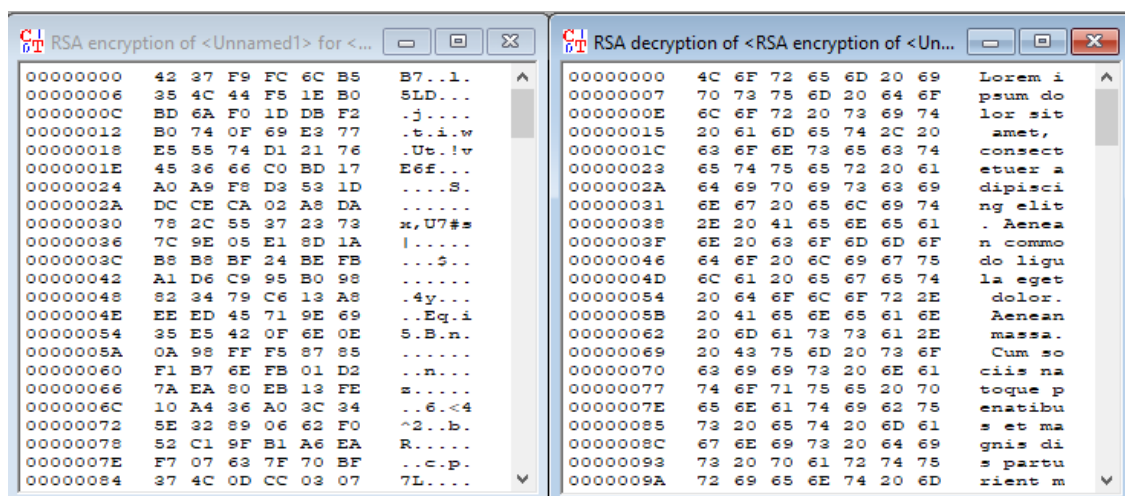 RSA encryption of <Unnamed1> for <...
00000000 42 37 F9 FC 6C B5 B7..l.
00000006 35 4C 44 F5 1E B0 5LD...
0000000C BD 6A F0 1D DB F2 .j....
00000012 B0 74 0F 69 E3 77 .t.i.w
00000018 E5 55 74 D1 21 76 .Ut.!v
0000001E 45 36 66 C0 BD 17 E6f...
00000024 A0 A9 F8 D3 53 1D ....S.
0000002A DC CE CA 02 A8 DA ......
00000030 78 2C 55 37 23 73 x,U7#s
00000036 7C 9E 05 E1 8D 1A |.....
0000003C B8 B8 BF 24 BE FB ...$..
00000042 A1 D6 C9 95 B0 98 ......
00000048 82 34 79 C6 13 A8 .4y...
0000004E EE ED 45 71 9E 69 ..Eq.i
00000054 35 E5 42 0F 6E 0E 5.B.n.
0000005A 0A 98 FF F5 87 85 ......
00000060 F1 B7 6E FB 01 D2 ..n...
00000066 7A EA 80 EB 13 FE z.....
0000006C 10 A4 36 A0 3C 34 ..6.<4
00000072 5E 32 89 06 62 F0 ^2..b.
00000078 52 C1 9F B1 A6 EA R.....
0000007E F7 07 63 7F 70 BF ..c.p.
00000084 37 4C 0D CC 03 07 7L....
RSA decryption of <RSA encryption of <Un...
00000000 4C 6F 72 65 6D 20 69 Lorem i
00000007 70 73 75 6D 20 64 6F psum do
0000000E 6C 6F 72 20 73 69 74 lor sit
00000015 20 61 6D 65 74 2C 20 amet,
0000001C 63 6F 6E 73 65 63 74 consect
00000023 65 74 75 65 72 20 61 etuer a
0000002A 64 69 70 69 73 63 69 dipisci
00000031 6E 67 20 65 6C 69 74 ng elit
00000038 2E 20 41 65 6E 65 61 . Aenea
0000003F 6E 20 63 6F 6D 6D 6F n commo
00000046 64 6F 20 6C 69 67 75 do ligu
0000004D 6C 61 20 65 67 65 74 la eget
00000054 20 64 6F 6C 6F 72 2E dolor.
0000005B 20 41 65 6E 65 61 6E Aenean
00000062 20 6D 61 73 73 61 2E massa.
00000069 20 43 75 6D 20 73 6F Cum so
00000070 63 69 69 73 20 6E 61 ciis na
00000077 74 6F 71 75 65 20 70 toque p
0000007E 65 6E 61 74 69 62 75 enatibu
00000085 73 20 65 74 20 6D 61 s et ma
0000008C 67 6E 69 73 20 64 69 gnis di
00000093 73 20 70 61 72 74 75 s partu
0000009A 72 69 65 6E 74 20 6D rient m